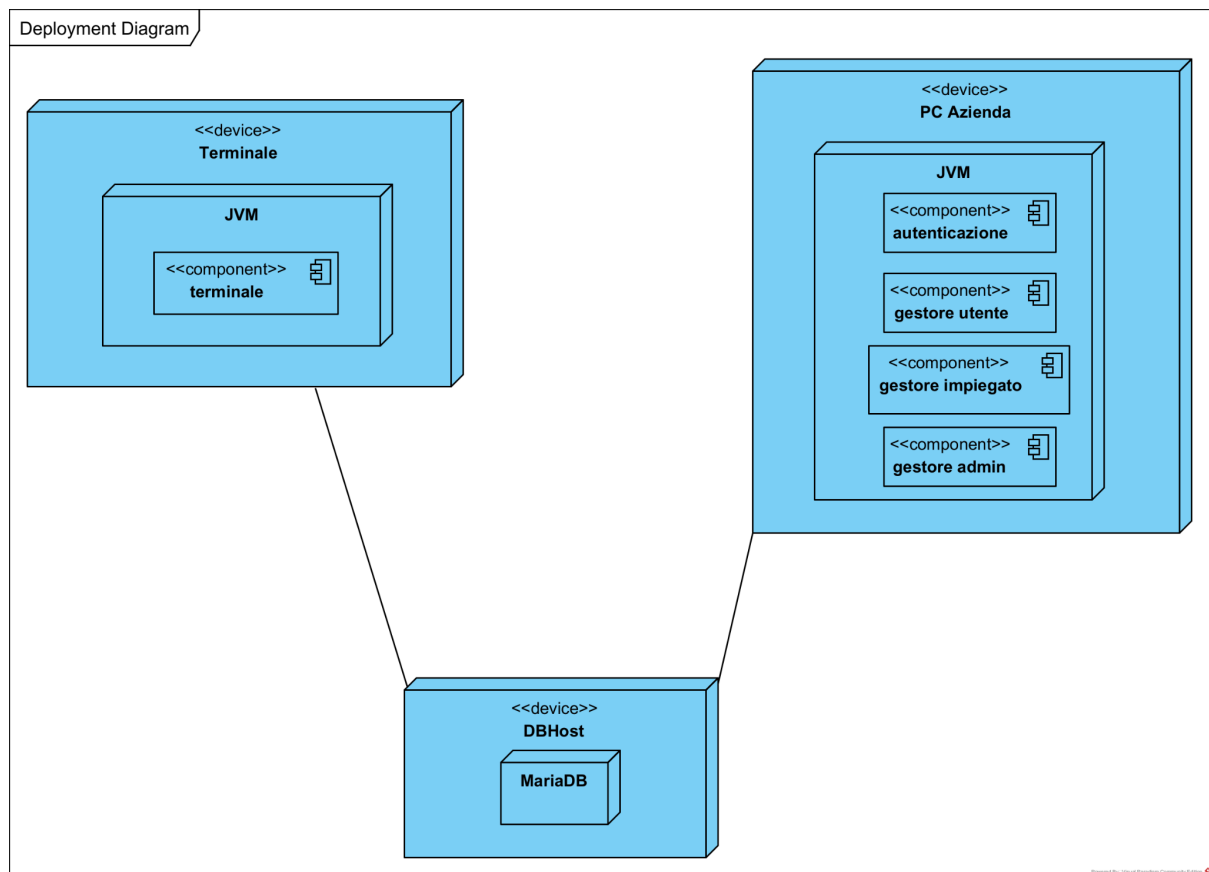 Deployment Diagram
<<device>>
Terminale
JVM
<<component>>
terminale
<<device>>
PC Azienda
JVM
<<component>>
autenticazione
<<component>>
gestore utente
<<component>>
gestore impiegato
<<component>>
gestore admin
<<device>>
DBHost
MariaDB